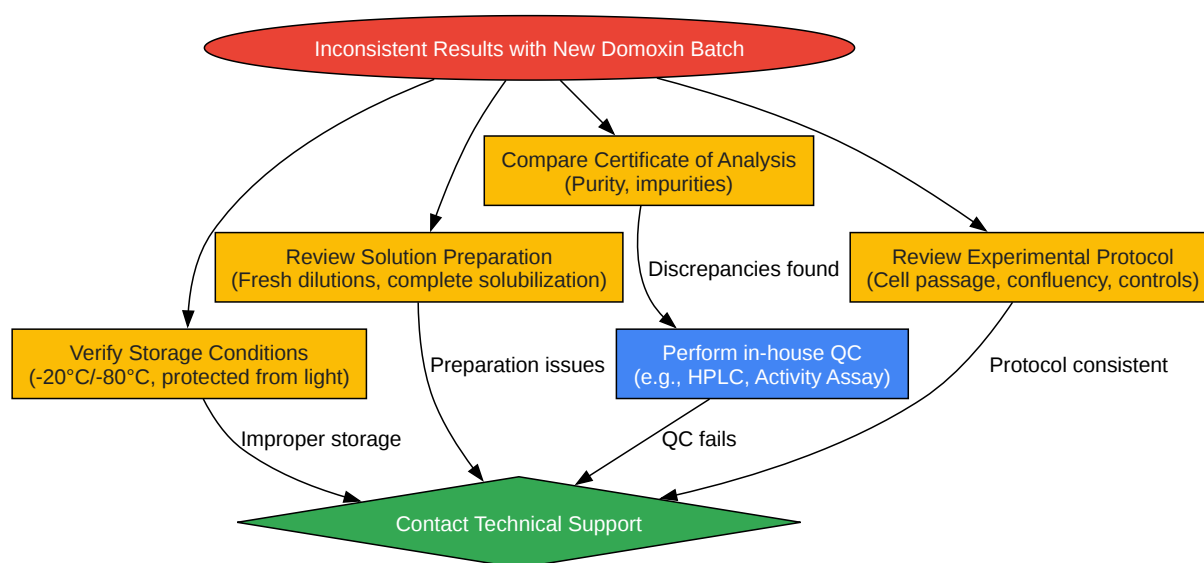 Inconsistent Results with New Domoxin Batch
Compare Certificate of Analysis
(Purity, impurities)
Review Solution Preparation
(Fresh dilutions, complete solubilization)
Discrepancies found
Review Experimental Protocol
(Cell passage, confluency, controls)
Verify Storage Conditions
(-20°C/-80°C, protected from light)
Preparation issues
Perform in-house QC
(e.g., HPLC, Activity Assay)
Protocol consistent
Improper storage
QC fails
Contact Technical Support